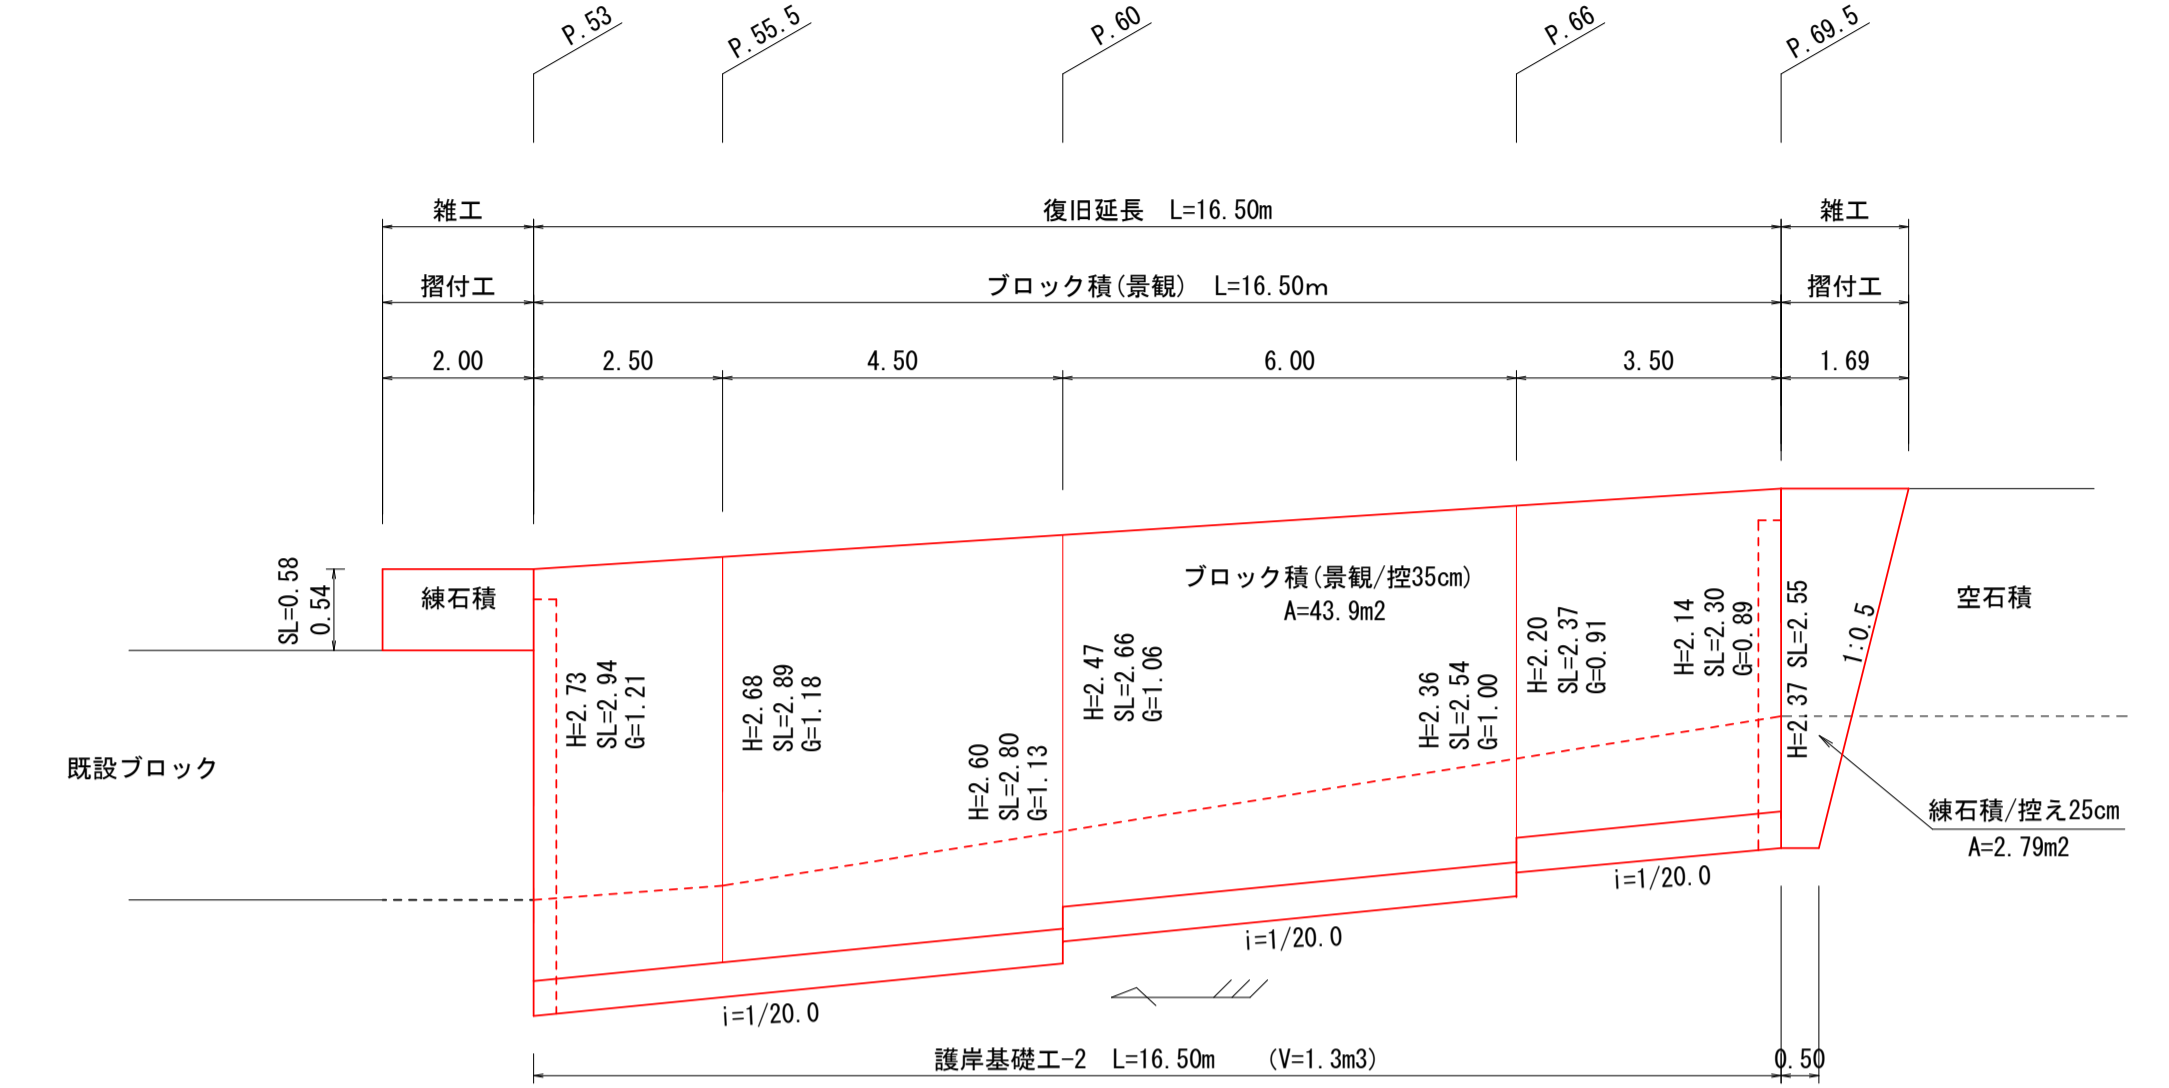 P.53
P.55.5
P.60
P.66
P.69.5
雑工
復旧延長　L=16.50m
雑工
摺付工
ブロック積(景観)　L=16.50m
摺付工
2.00
2.50
4.50
6.00
3.50
1.69
SL=0.58
0.54
練石積
ブロック積(景観/控35cm)
A=43.9m2
空石積
H=2.73
SL=2.94
G=1.21
H=2.68
SL=2.89
G=1.18
H=2.60
SL=2.80
G=1.13
H=2.47
SL=2.66
G=1.06
H=2.36
SL=2.54
G=1.00
H=2.20
SL=2.37
G=0.91
H=2.14
SL=2.30
G=0.89
H=2.37 SL=2.55
1:0.5
既設ブロック
練石積/控え25cm
A=2.79m2
i=1/20.0
i=1/20.0
i=1/20.0
護岸基礎工-2　L=16.50m　(V=1.3m3)
0.50